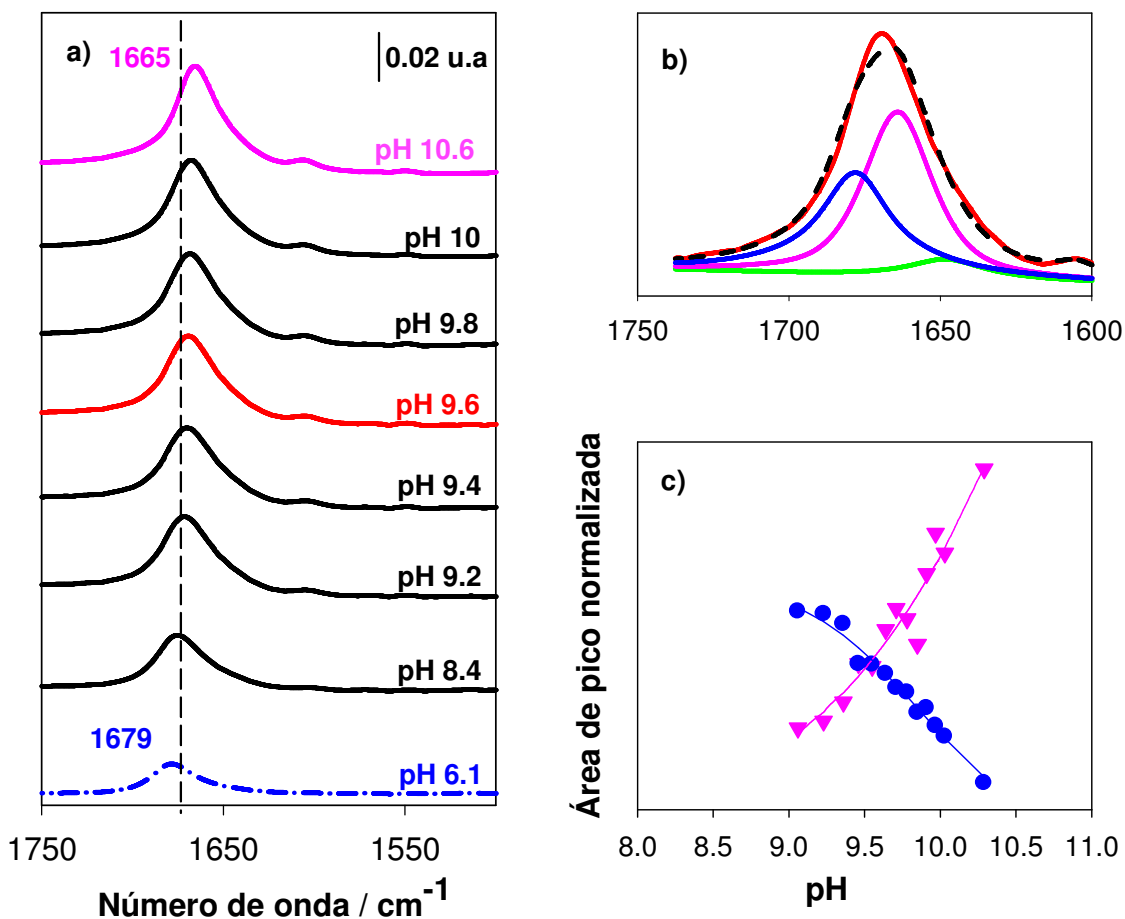 a)
1665
0.02 u.a
pH 10.6
pH 10
pH 9.8
pH 9.6
pH 9.4
pH 9.2
pH 8.4
1679
pH 6.1
1750 1650 1550
Número de onda / cm-1
b)
1750 1700 1650 1600
c)
Área de pico normalizada
8.0 8.5 9.0 9.5 10.0 10.5 11.0
pH